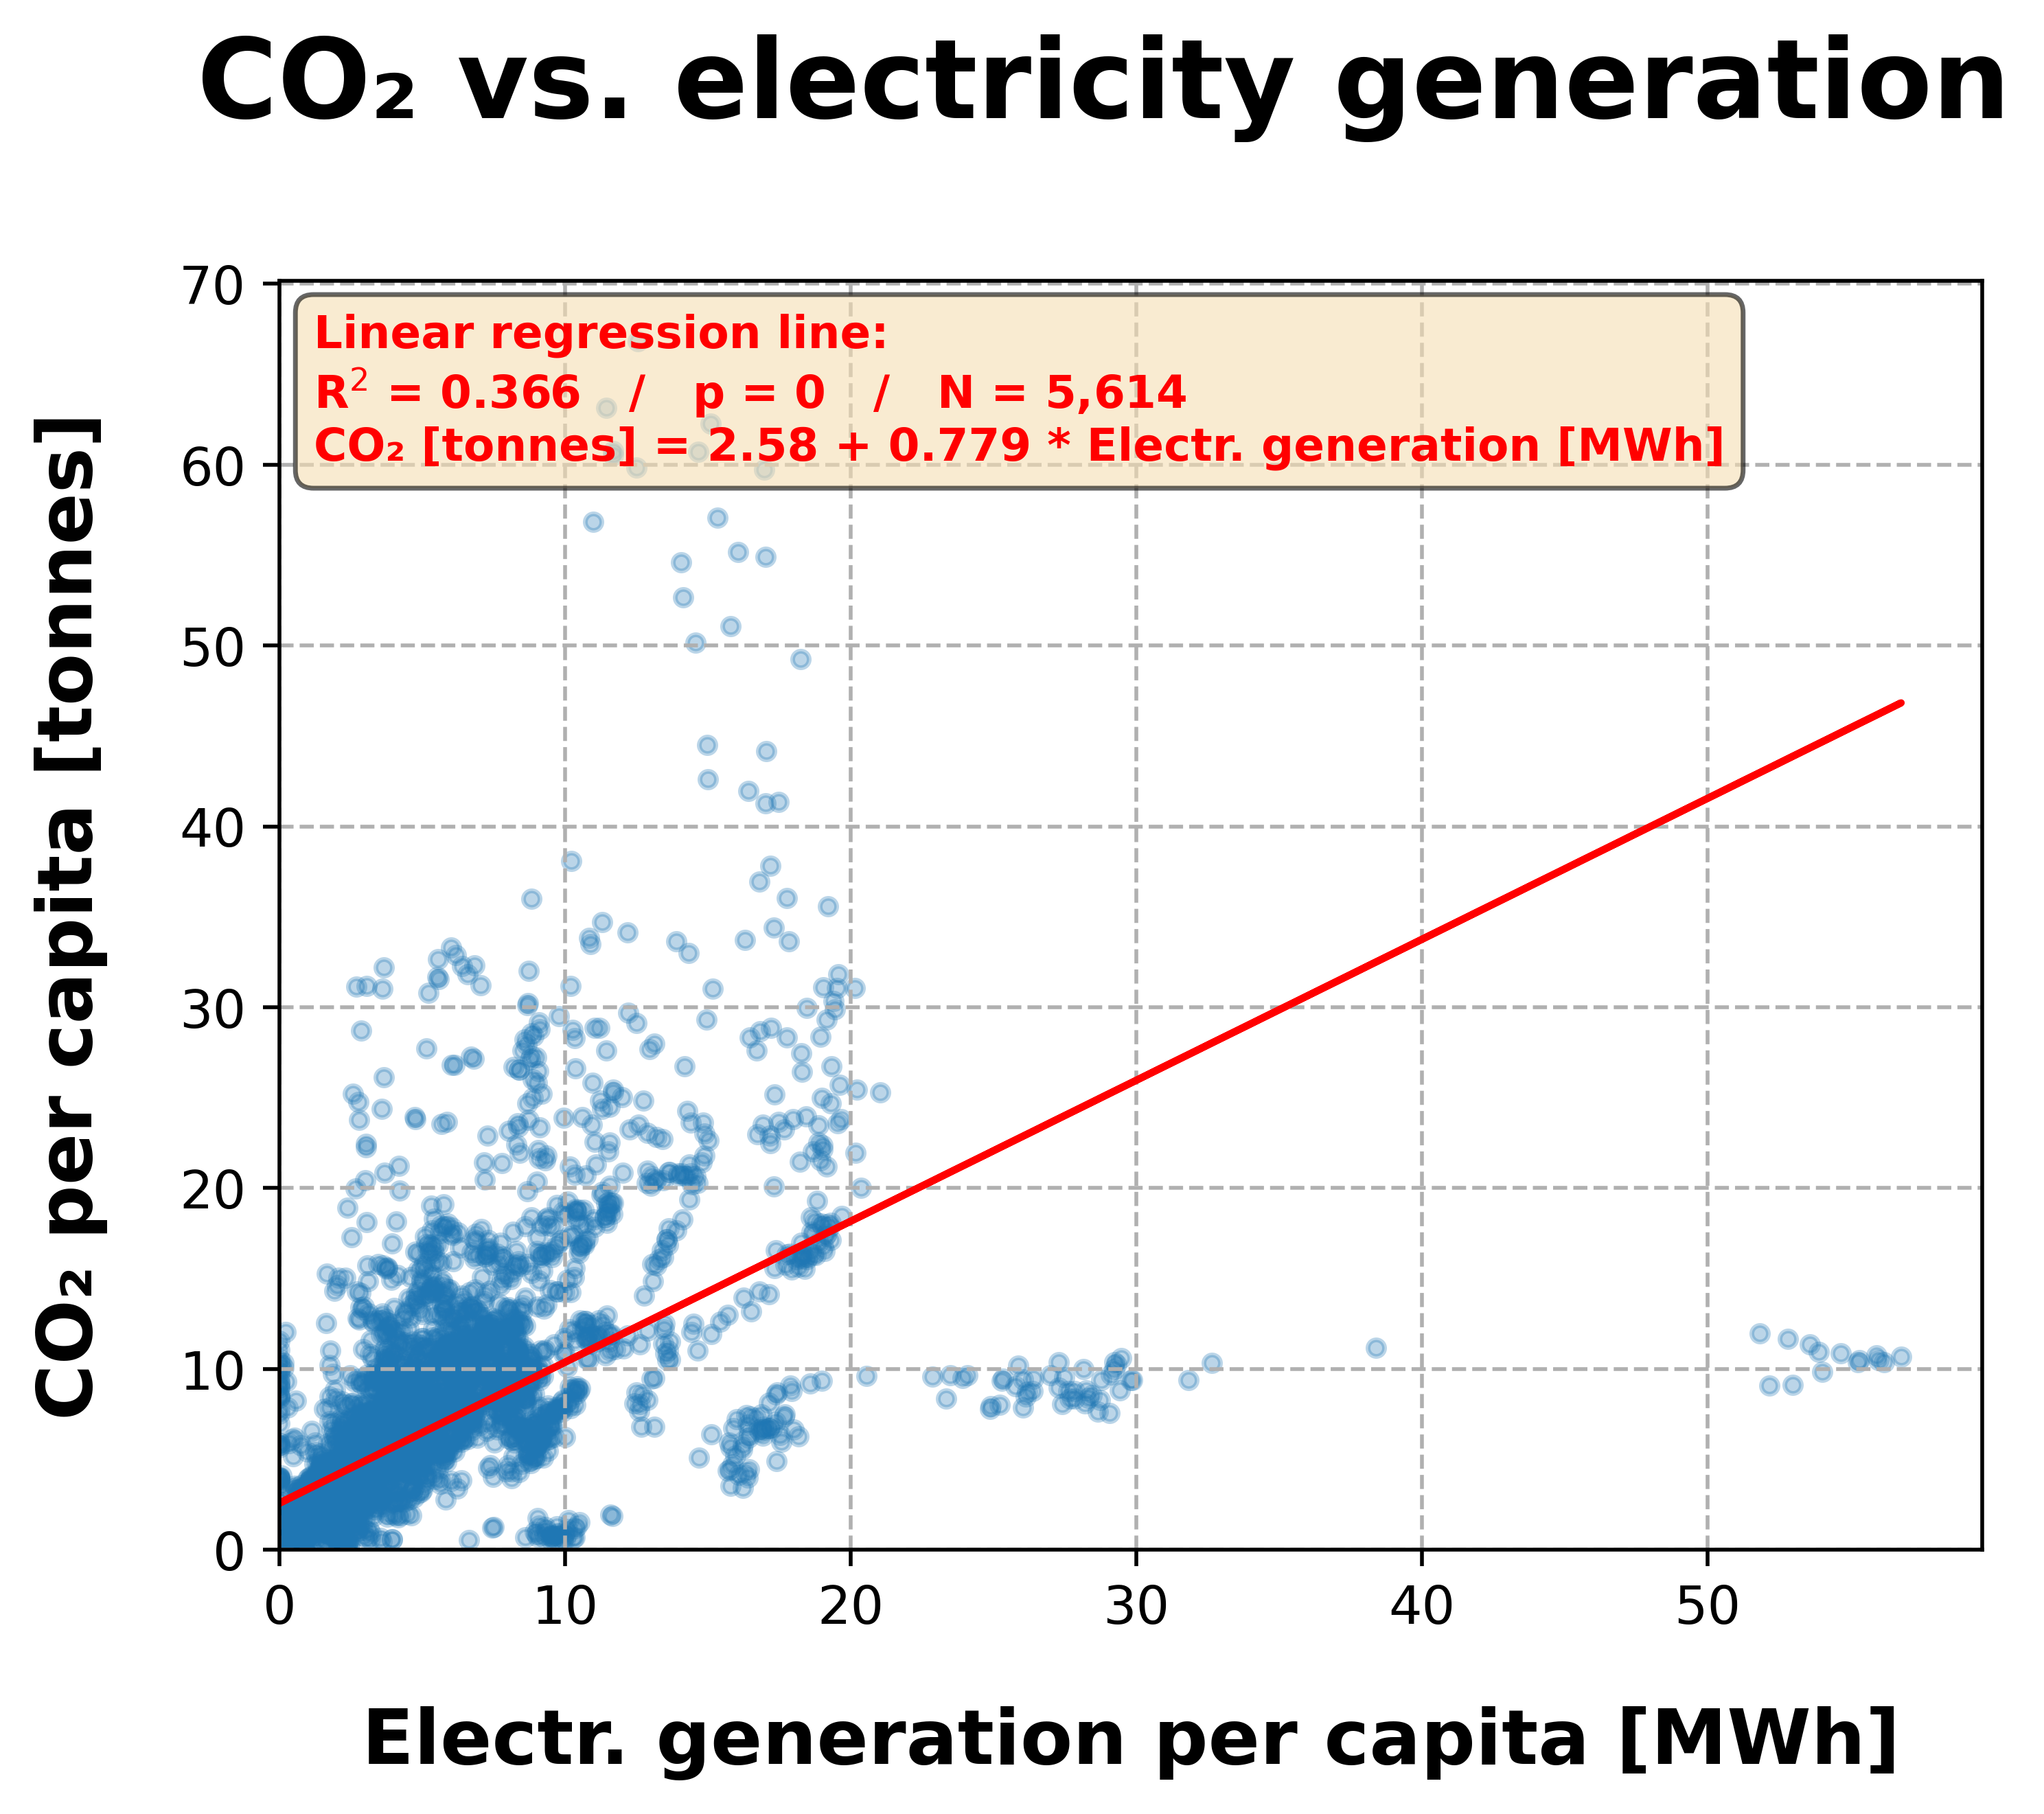 CO₂ vs. electricity generation
70
60
50
40
30
20
10
0
CO₂ per capita [tonnes]
Linear regression line:
R² = 0.366 / p = 0 / N = 5,614
CO₂ [tonnes] = 2.58 + 0.779 * Electr. generation [MWh]
0 10 20 30 40 50
Electr. generation per capita [MWh]